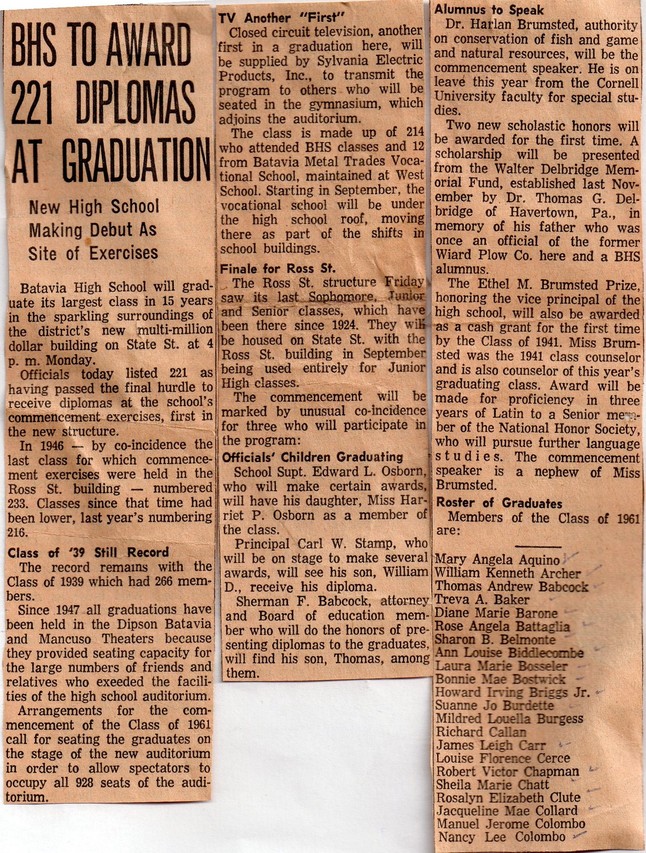 BHS TO AWARD
221 DIPLOMAS
AT GRADUATION
New High School
Making Debut As
Site of Exercises
Batavia High School will grad-
uate its largest class in 15 years
in the sparkling surroundings of
the district's new multi-million
dollar building on State St. at 4
p. m. Monday.
Officials today listed 221 as
having passed the final hurdle to
receive diplomas at the school's
commencement exercises, first in
the new structure.
In 1946 — by co-incidence the
last class for which commence-
ment exercises were held in the
Ross St. building — numbered
233. Classes since that time had
been lower, last year's numbering
216.
Class of '39 Still Record
The record remains with the
Class of 1939 which had 266 mem-
bers.
Since 1947 all graduations have
been held in the Dipson Batavia
and Mancuso Theaters because
they provided seating capacity for
the large numbers of friends and
relatives who exeeded the facili-
ties of the high school auditorium.
Arrangements for the com-
mencement of the Class of 1961
call for seating the graduates on
the stage of the new auditorium
in order to allow spectators to
occupy all 928 seats of the audi-
torium.
TV Another "First"
Closed circuit television, another
first in a graduation here, will
be supplied by Sylvania Electric
Products, Inc., to transmit the
program to others who will be
seated in the gymnasium, which
adjoins the auditorium.
The class is made up of 214
who attended BHS classes and 12
from Batavia Metal Trades Voca-
tional School, maintained at West
School. Starting in September, the
vocational school will be under
the high school roof, moving
there as part of the shifts in
school buildings.
Finale for Ross St.
The Ross St. structure Friday
saw its last Sophomore, Junior
and Senior classes, which have
been there since 1924. They will
be housed on State St. with the
Ross St. building in September
being used entirely for Junior
High classes.
The commencement will be
marked by unusual co-incidence
for three who will participate in
the program:
Officials' Children Graduating
School Supt. Edward L. Osborn,
who will make certain awards,
will have his daughter, Miss Har-
riet P. Osborn as a member of
the class.
Principal Carl W. Stamp, who
will be on stage to make several
awards, will see his son, William
D., receive his diploma.
Sherman F. Babcock, attorney
and Board of education mem-
ber who will do the honors of pre-
senting diplomas to the graduates,
will find his son, Thomas, among
them.
Alumnus to Speak
Dr. Harlan Brumsted, authority
on conservation of fish and game
and natural resources, will be the
commencement speaker. He is on
leave this year from the Cornell
University faculty for special stu-
dies.
Two new scholastic honors will
be awarded for the first time. A
scholarship will be presented
from the Walter Delbridge Mem-
orial Fund, established last Nov-
ember by Dr. Thomas G. Del-
bridge of Havertown, Pa., in
memory of his father who was
once an official of the former
Wiard Plow Co. here and a BHS
alumnus.
The Ethel M. Brumsted Prize,
honoring the vice principal of the
high school, will also be awarded
as a cash grant for the first time
by the Class of 1941. Miss Brum-
sted was the 1941 class counselor
and is also counselor of this year's
graduating class. Award will be
made for proficiency in three
years of Latin to a Senior mem-
ber of the National Honor Society,
who will pursue further language
studies. The commencement
speaker is a nephew of Miss
Brumsted.
Roster of Graduates
Members of the Class of 1961
are:
Mary Angela Aquino
William Kenneth Archer
Thomas Andrew Babcock
Treva A. Baker
Diane Marie Barone
Rose Angela Battaglia
Sharon B. Belmonte
Ann Louise Biddlecombe
Laura Marie Bosseler
Bonnie Mae Bostwick
Howard Irving Briggs Jr.
Suanne Jo Burdette
Mildred Louella Burgess
Richard Callan
James Leigh Carr
Louise Florence Cerce
Robert Victor Chapman
Sheila Marie Chatt
Rosalyn Elizabeth Clute
Jacqueline Mae Collard
Manuel Jerome Colombo
Nancy Lee Colombo